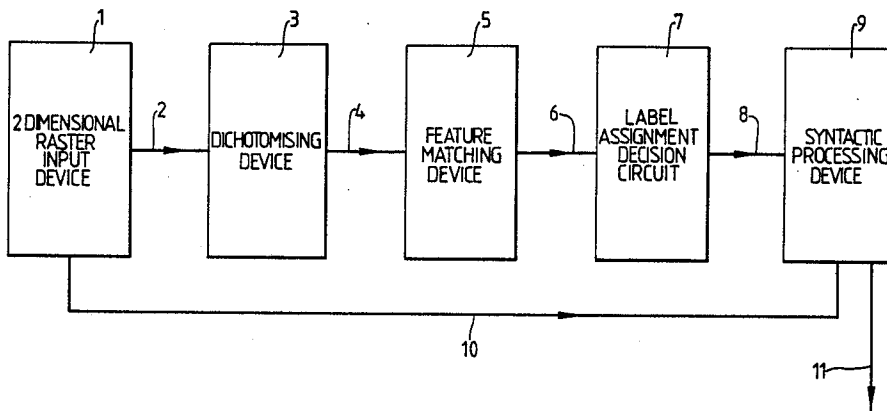 1
3
5
7
9
2 DIMENSIONAL
RASTER
INPUT
DEVICE
2
DICHOTOMISING
DEVICE
4
FEATURE
MATCHING
DEVICE
6
LABEL
ASSIGNMENT
DECISION
CIRCUIT
8
SYNTACTIC
PROCESSING
DEVICE
10
11